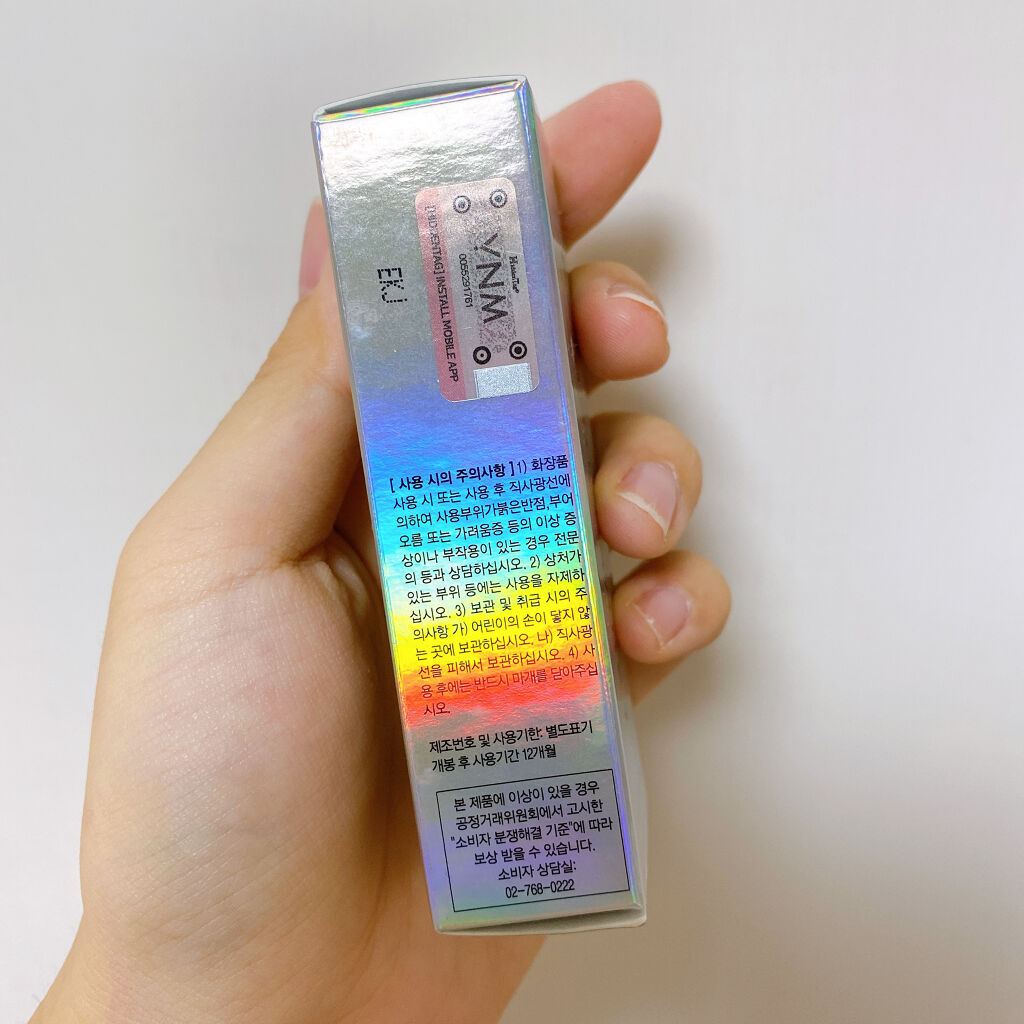 EKJ
HiddenTag®
VNM
0055291761
[HIDDENTAG] INSTALL MOBILE APP
[ 사용 시의 주의사항 ]1) 화장품
사용 시 또는 사용 후 직사광선에
의하여 사용부위가붉은반점,부어
오름 또는 가려움증 등의 이상 증
상이나 부작용이 있는 경우 전문
의 등과 상담하십시오. 2) 상처가
있는 부위 등에는 사용을 자제하
십시오. 3) 보관 및 취급 시의 주
의사항 가) 어린이의 손이 닿지 않
는 곳에 보관하십시오. 나) 직사광
선을 피해서 보관하십시오. 4) 사
용 후에는 반드시 마개를 닫아주십
시오.
제조번호 및 사용기한: 별도표기
개봉 후 사용기간 12개월
본 제품에 이상이 있을 경우
공정거래위원회에서 고시한
"소비자 분쟁해결 기준"에 따라
보상 받을 수 있습니다.
소비자 상담실:
02-768-0222